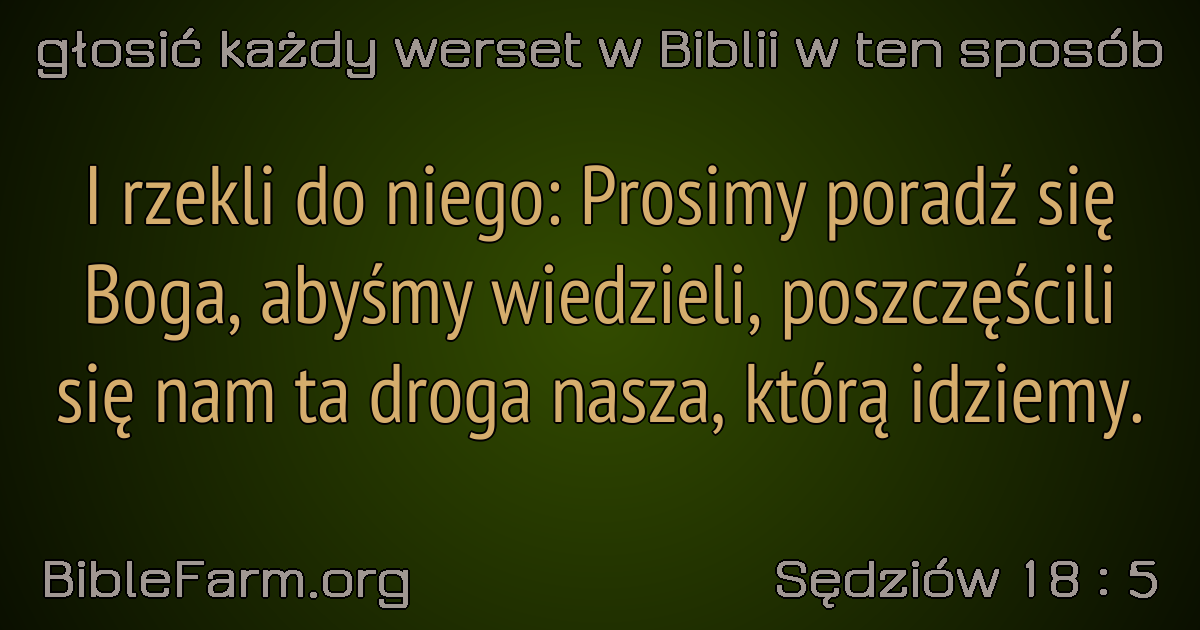 głosić każdy werset w Biblii w ten sposób
I rzekli do niego: Prosimy poradź się
Boga, abyśmy wiedzieli, poszczęścili
się nam ta droga nasza, którą idziemy.
BibleFarm.org
Sędziów 18 : 5